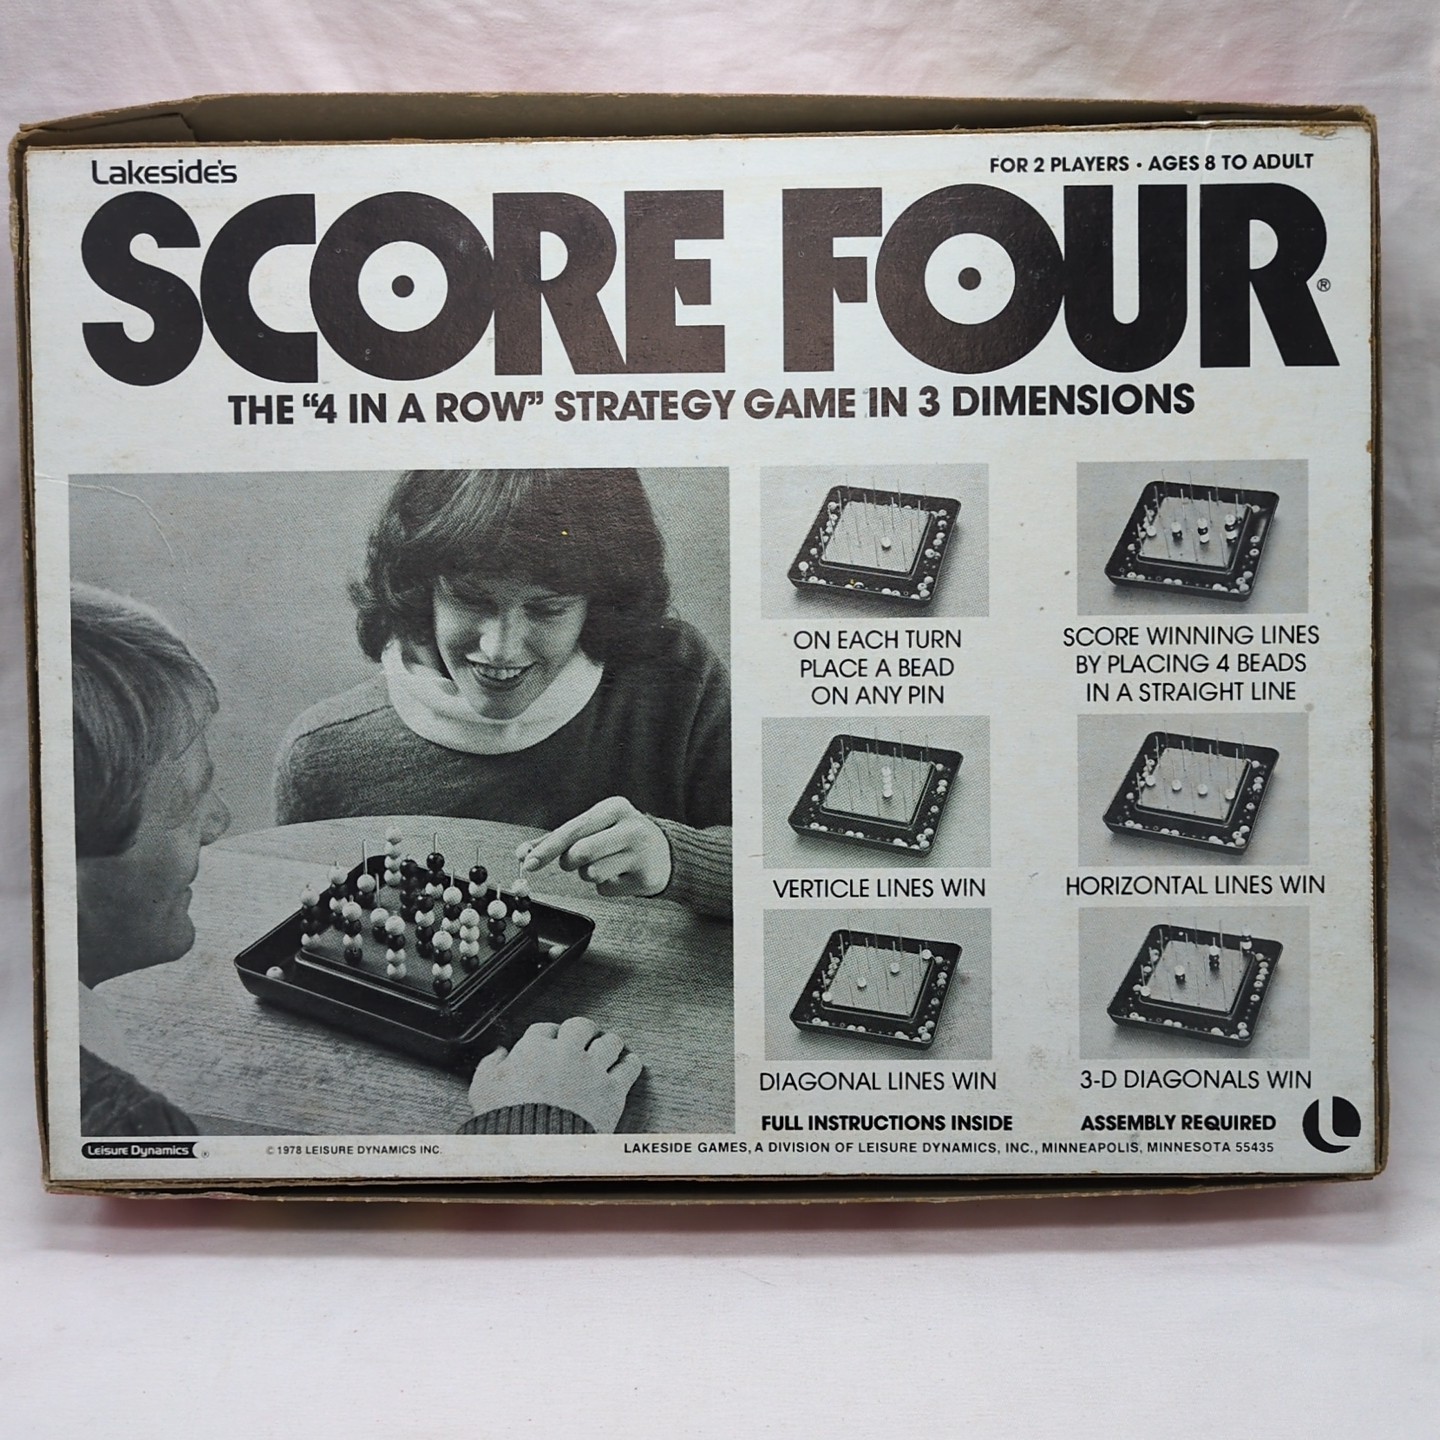 Lakeside's
FOR 2 PLAYERS · AGES 8 TO ADULT
SCORE FOUR®
THE “4 IN A ROW” STRATEGY GAME IN 3 DIMENSIONS
ON EACH TURN
PLACE A BEAD
ON ANY PIN
SCORE WINNING LINES
BY PLACING 4 BEADS
IN A STRAIGHT LINE
VERTICLE LINES WIN
HORIZONTAL LINES WIN
DIAGONAL LINES WIN
3-D DIAGONALS WIN
FULL INSTRUCTIONS INSIDE
ASSEMBLY REQUIRED
Leisure Dynamics ®
© 1978 LEISURE DYNAMICS INC.
LAKESIDE GAMES, A DIVISION OF LEISURE DYNAMICS, INC., MINNEAPOLIS, MINNESOTA 55435
L